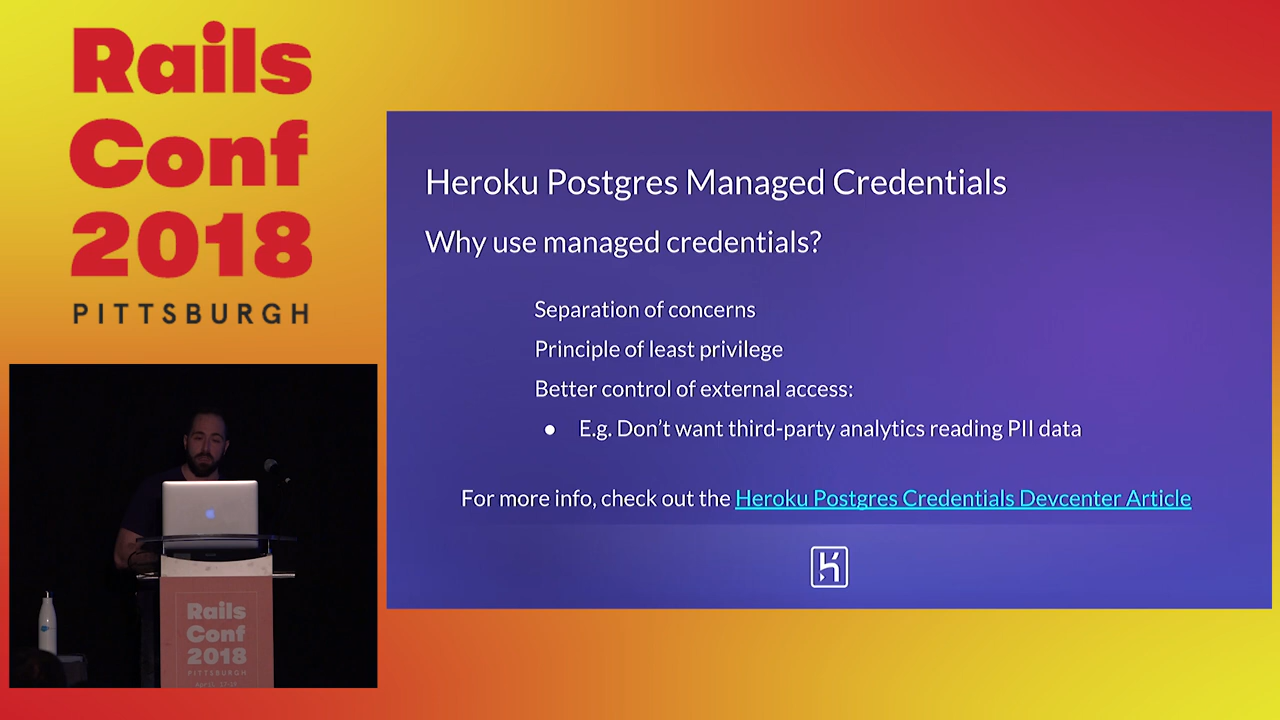 Rails
Conf
2018
PITTSBURGH
Heroku Postgres Managed Credentials
Why use managed credentials?
Separation of concerns
Principle of least privilege
Better control of external access:
● E.g. Don’t want third-party analytics reading PII data
For more info, check out the Heroku Postgres Credentials Devcenter Article
Rails
Conf
2018
PITTSBURGH